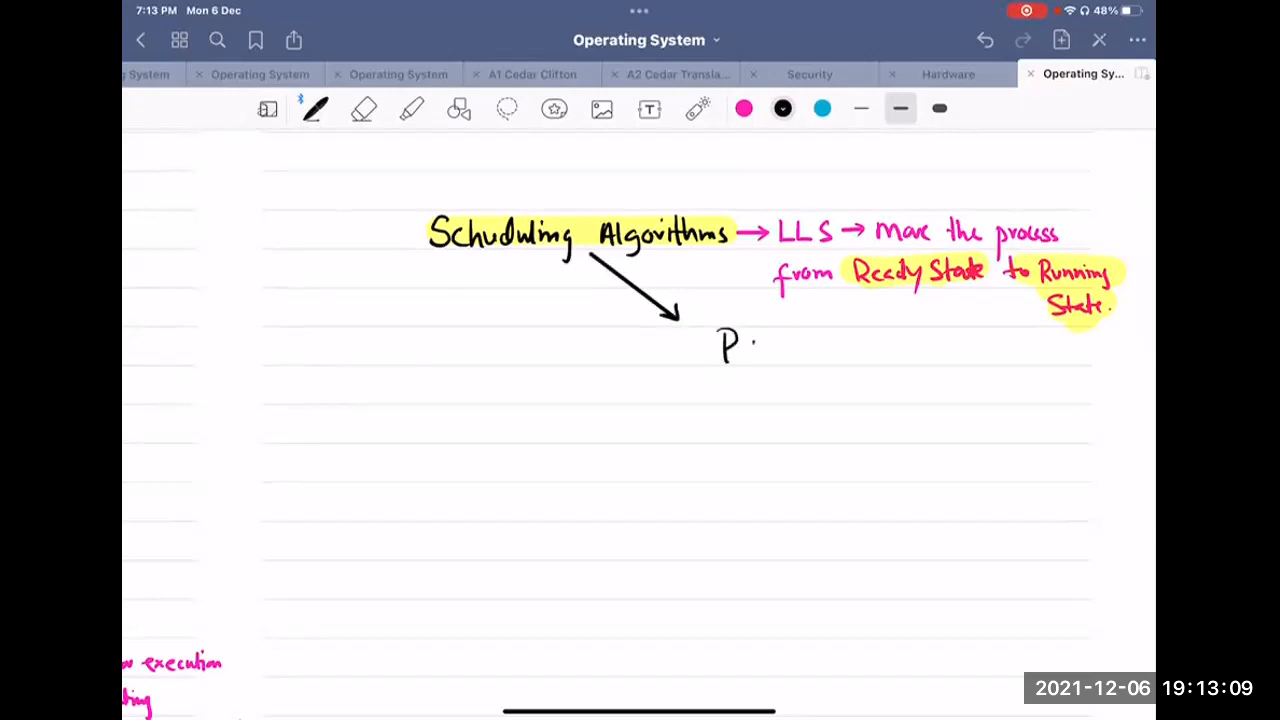 7:13 PM Mon 6 Dec
48%
Operating System
g System
Operating System
Operating System
A1 Cedar Clifton
A2 Cedar Transla...
Security
Hardware
Operating Sy...
Schuduling Algorithms → LLS → Move the process
from Ready State to Running
State.
P
execution
2021-12-06 19:13:09